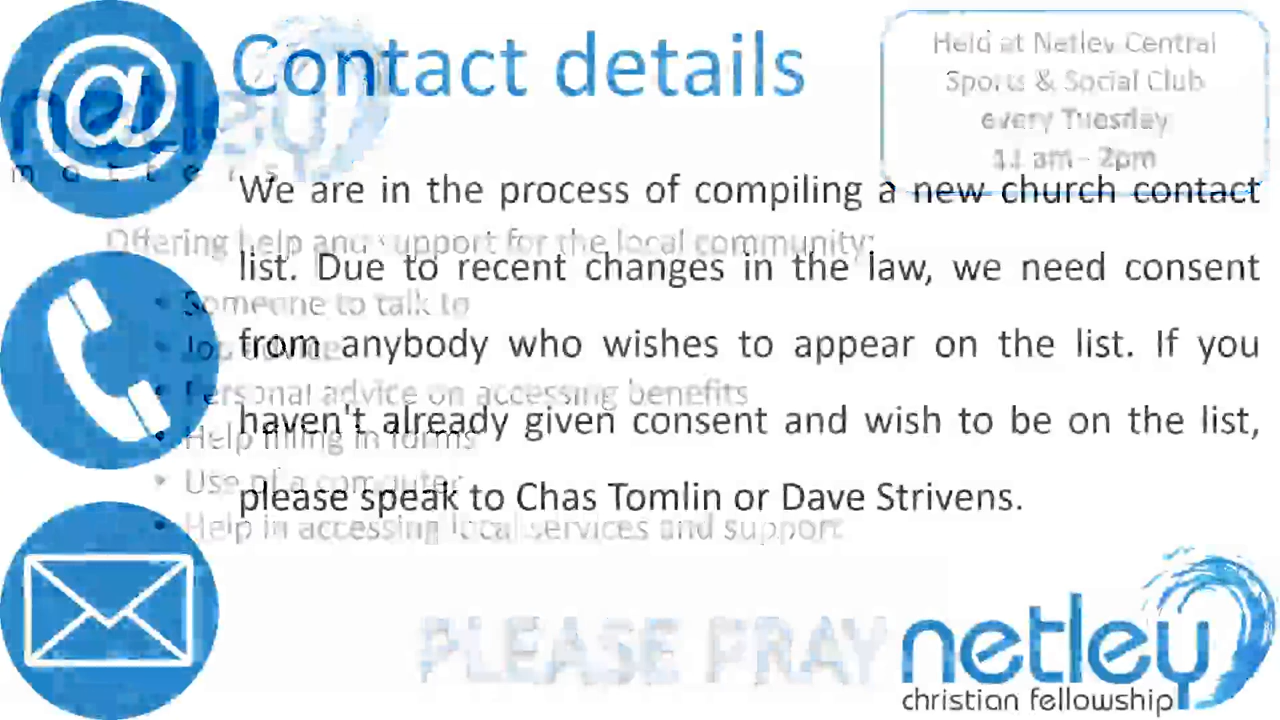 Contact details
Held at Netley Central
Sports & Social Club
every Tuesday
11 am - 2pm
netley
matters
We are in the process of compiling a new church contact
list. Due to recent changes in the law, we need consent
from anybody who wishes to appear on the list. If you
haven't already given consent and wish to be on the list,
please speak to Chas Tomlin or Dave Strivens.
Offering help and support for the local community:
• Someone to talk to
• Job advice
• Personal advice on accessing benefits
• Help filling in forms
• Use of a computer
• Help in accessing local services and support
PLEASE PRAY
netley
christian fellowship